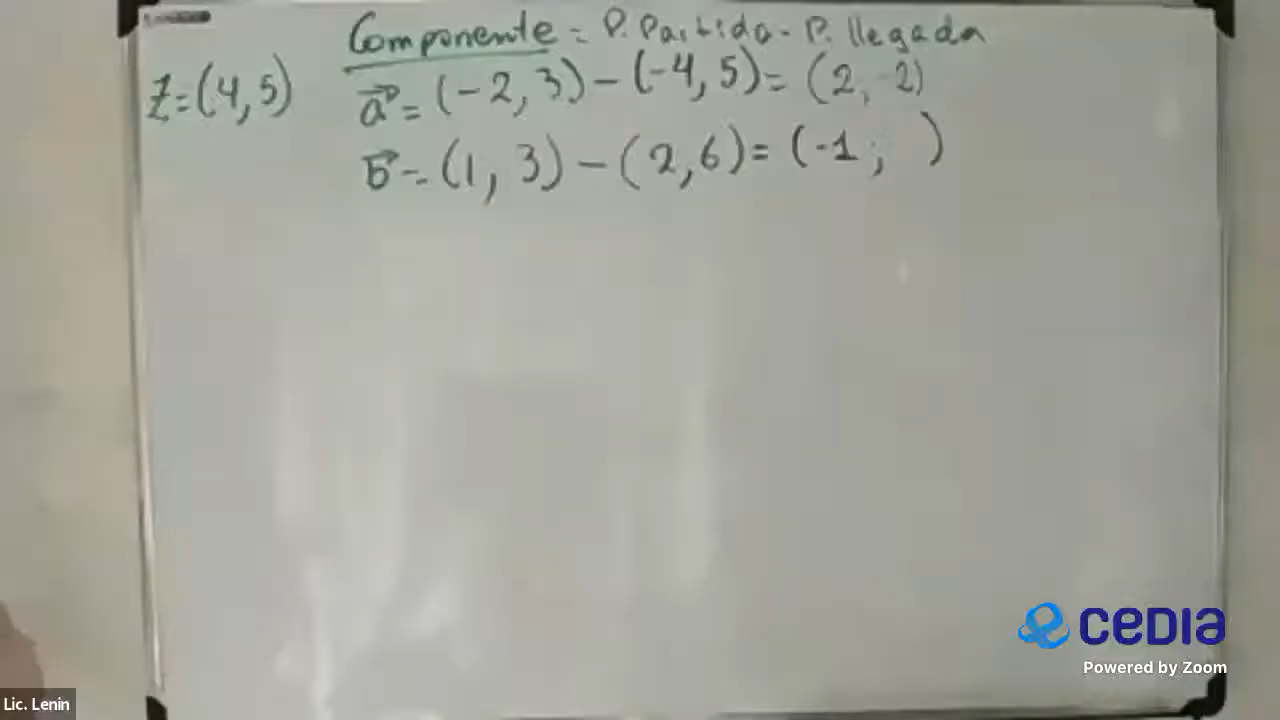 Componente = P. Partida - P. llegada
Z = (4, 5)
a = (-2, 3) - (-4, 5) = (2, -2)
b = (1, 3) - (2, 6) = (-1 ;   )
cedia
Powered by Zoom
Lic. Lenin